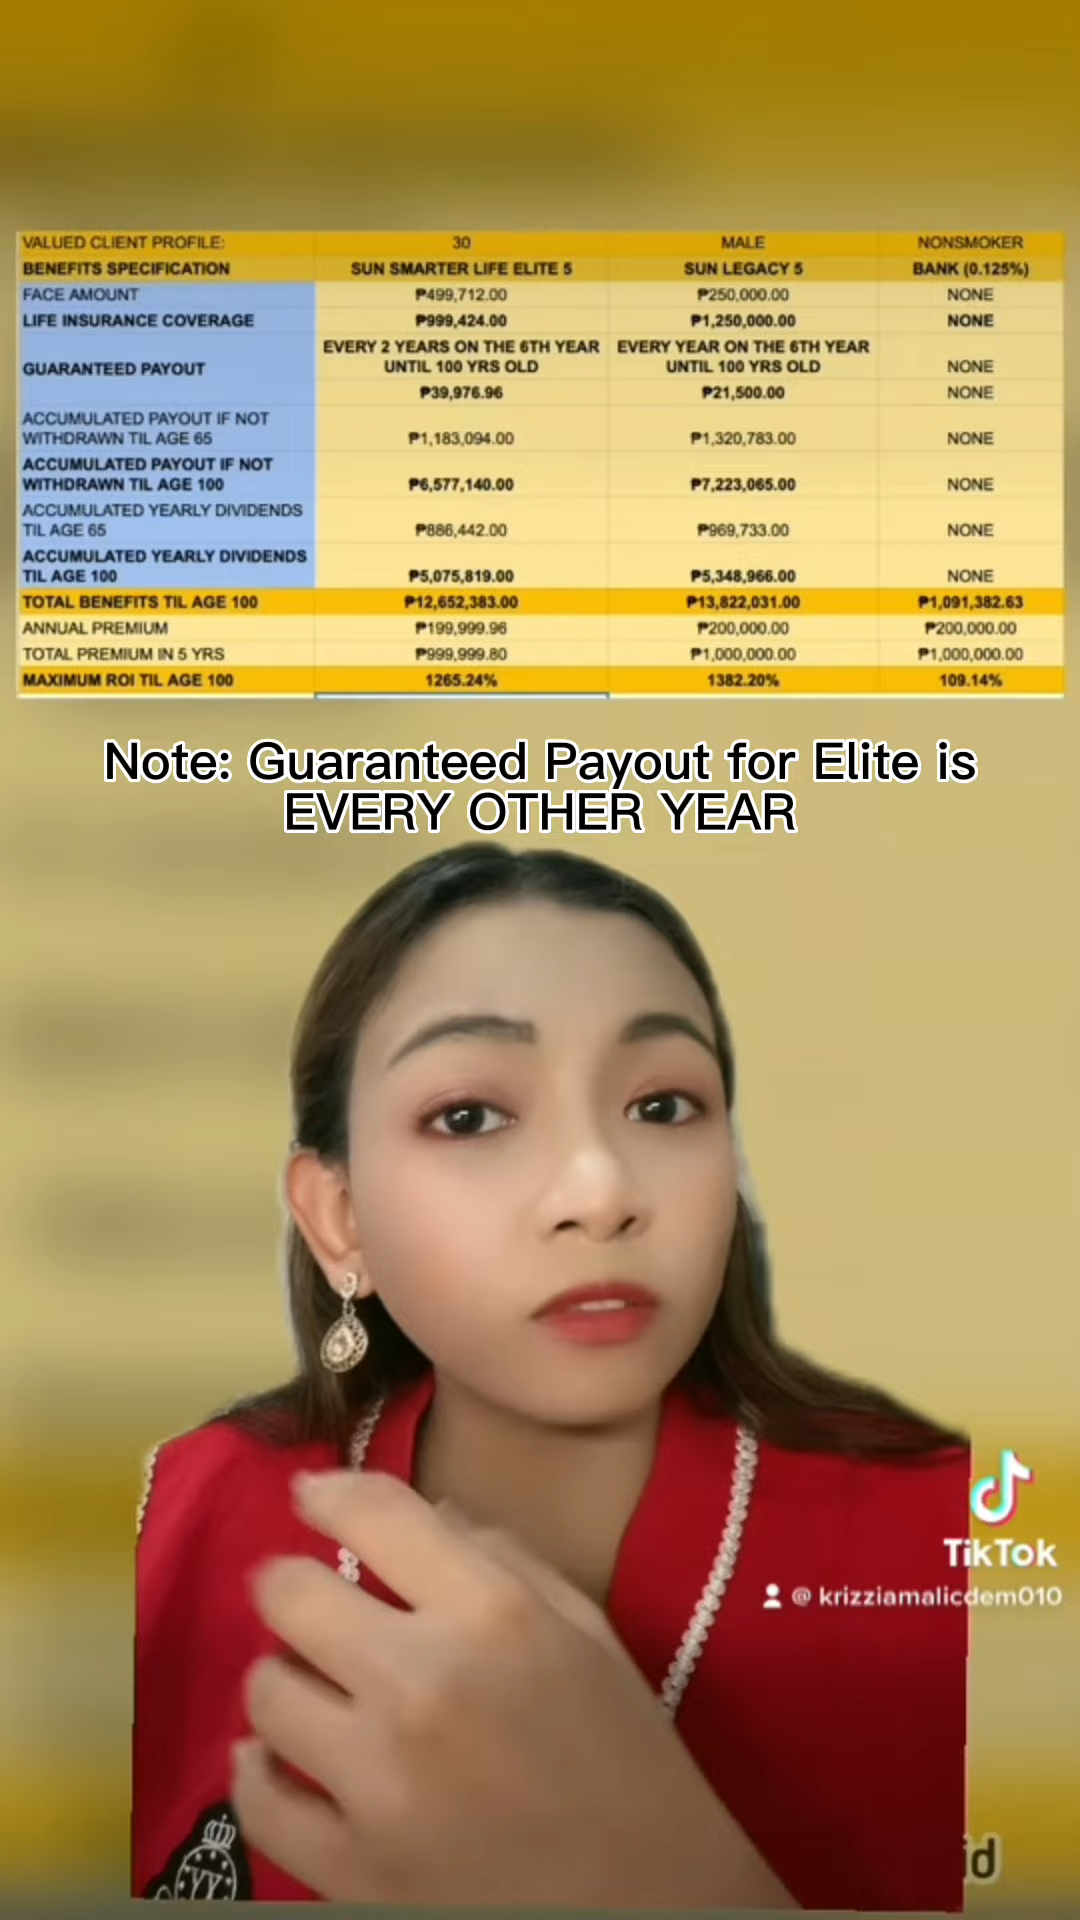 VALUED CLIENT PROFILE: 30 MALE NONSMOKER
BENEFITS SPECIFICATION SUN SMARTER LIFE ELITE 5 SUN LEGACY 5 BANK (0.125%)
FACE AMOUNT ₱499,712.00 ₱250,000.00 NONE
LIFE INSURANCE COVERAGE ₱999,424.00 ₱1,250,000.00 NONE
EVERY 2 YEARS ON THE 6TH YEAR EVERY YEAR ON THE 6TH YEAR
GUARANTEED PAYOUT UNTIL 100 YRS OLD UNTIL 100 YRS OLD NONE
₱39,976.96 ₱21,500.00 NONE
ACCUMULATED PAYOUT IF NOT
WITHDRAWN TIL AGE 65 ₱1,183,094.00 ₱1,320,783.00 NONE
ACCUMULATED PAYOUT IF NOT
WITHDRAWN TIL AGE 100 ₱6,577,140.00 ₱7,223,065.00 NONE
ACCUMULATED YEARLY DIVIDENDS
TIL AGE 65 ₱886,442.00 ₱969,733.00 NONE
ACCUMULATED YEARLY DIVIDENDS
TIL AGE 100 ₱5,075,819.00 ₱5,348,966.00 NONE
TOTAL BENEFITS TIL AGE 100 ₱12,652,383.00 ₱13,822,031.00 ₱1,091,382.63
ANNUAL PREMIUM ₱199,999.96 ₱200,000.00 ₱200,000.00
TOTAL PREMIUM IN 5 YRS ₱999,999.80 ₱1,000,000.00 ₱1,000,000.00
MAXIMUM ROI TIL AGE 100 1265.24% 1382.20% 109.14%
Note: Guaranteed Payout for Elite is
EVERY OTHER YEAR
TikTok
@ krizziamalicdem010
YY